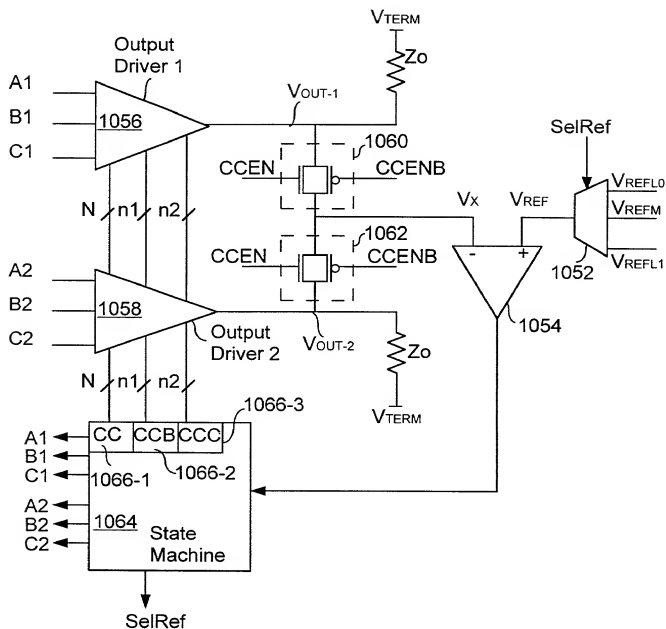 VTERM
Output
Driver 1
Zo
A1
VOUT-1
B1
1056
1060
SelRef
C1
CCEN
CCENB
VREFL0
N
n1
n2
VX
VREF
VREFM
1062
A2
CCEN
CCENB
-
+
1052
VREFL1
B2
1058
1054
C2
Output
Driver 2
VOUT-2
Zo
N
n1
n2
VTERM
1066-3
A1
CC
CCB
CCC
B1
1066-1
1066-2
C1
A2
1064
B2
State
Machine
C2
SelRef